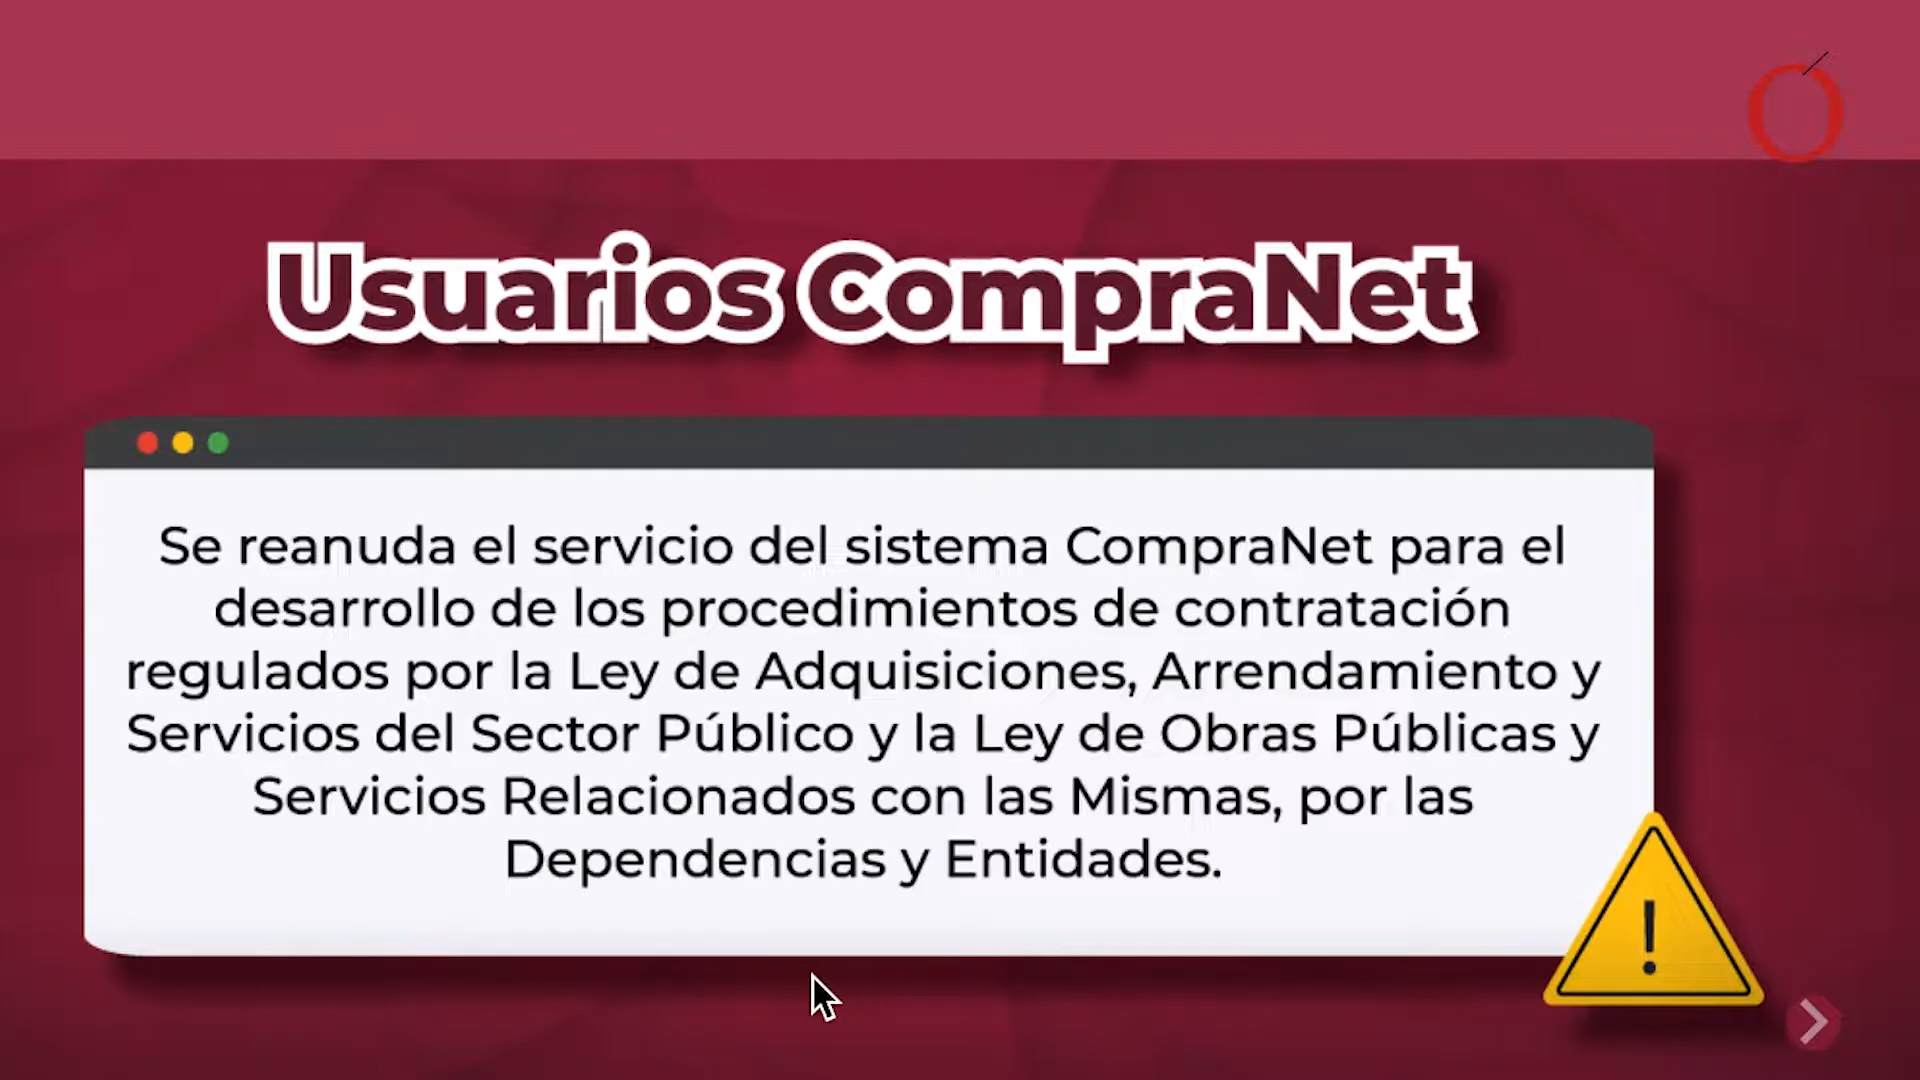 Usuarios CompraNet
Se reanuda el servicio del sistema CompraNet para el
desarrollo de los procedimientos de contratación
regulados por la Ley de Adquisiciones, Arrendamiento y
Servicios del Sector Público y la Ley de Obras Públicas y
Servicios Relacionados con las Mismas, por las
Dependencias y Entidades.
!